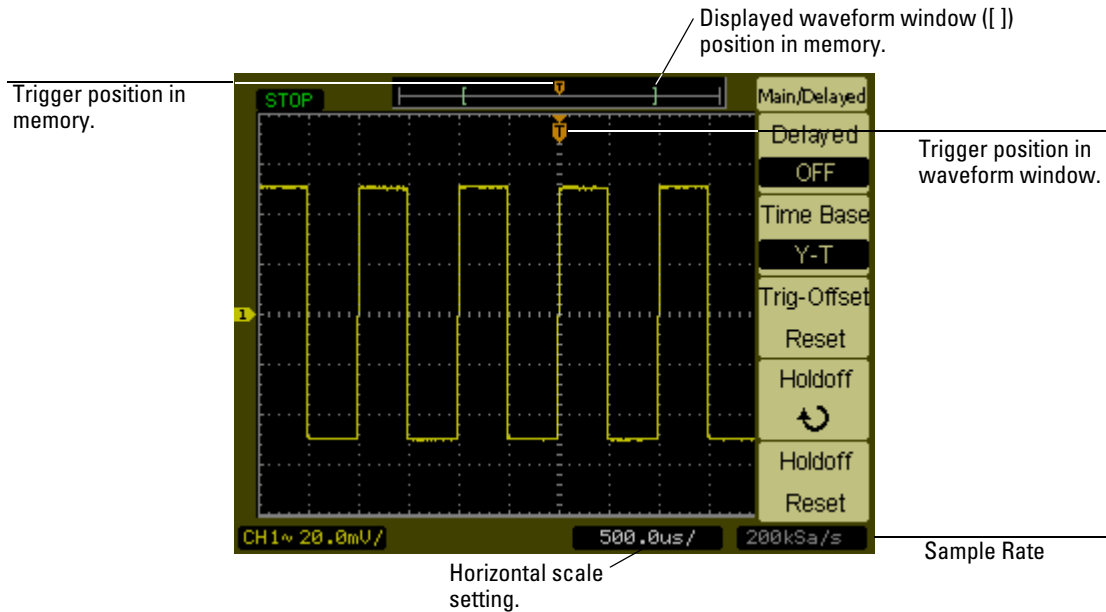 Displayed waveform window ([ ])
position in memory.
Trigger position in
memory.
STOP
T
Main/Delayed
T
Delayed
OFF
Trigger position in
waveform window.
Time Base
Y-T
Trig-Offset
Reset
1
Holdoff
Holdoff
Reset
CH1~ 20.0mV/
500.0us/
200kSa/s
Sample Rate
Horizontal scale
setting.